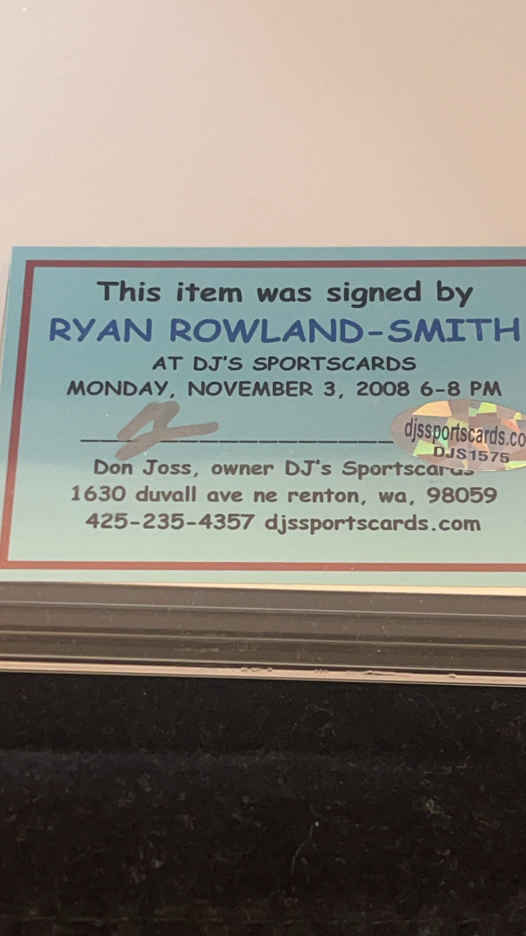 This item was signed by
RYAN ROWLAND-SMITH
AT DJ'S SPORTSCARDS
MONDAY, NOVEMBER 3, 2008 6-8 PM
djssportscards.co
DJS1575
Don Joss, owner DJ's Sportscards
1630 duvall ave ne renton, wa, 98059
425-235-4357 djssportscards.com